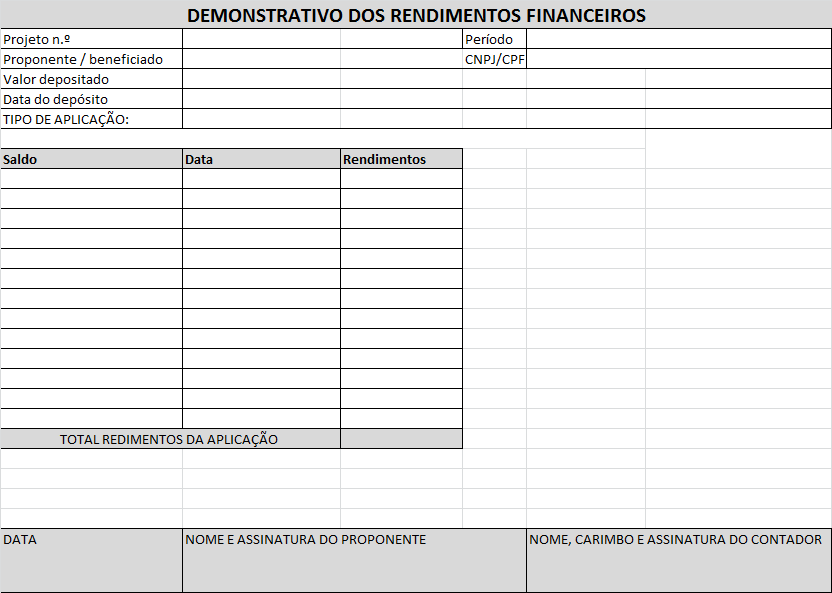 DEMONSTRATIVO DOS RENDIMENTOS FINANCEIROS
Projeto n.º Período
Proponente / beneficiado CNPJ/CPF
Valor depositado
Data do depósito
TIPO DE APLICAÇÃO:
Saldo Data Rendimentos
TOTAL REDIMENTOS DA APLICAÇÃO
DATA NOME E ASSINATURA DO PROPONENTE NOME, CARIMBO E ASSINATURA DO CONTADOR